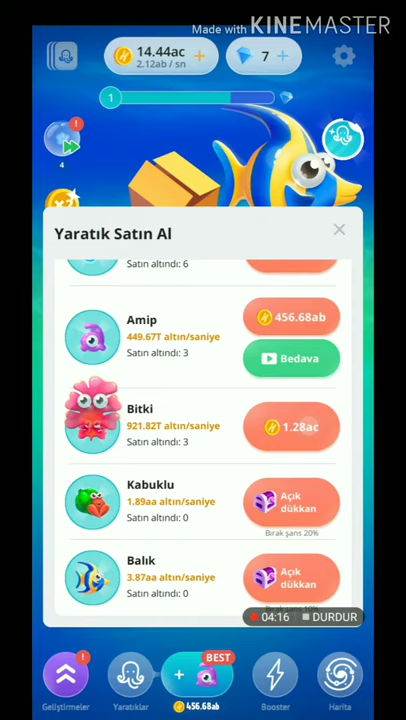 Made with KINEMASTER
14.44ac
2.12ab / sn
7
1
4
x2
Yaratık Satın Al
Satın altındı: 6
Amip
449.67T altın/saniye
Satın altındı: 3
456.68ab
Bedava
Bitki
921.82T altın/saniye
Satın altındı: 3
1.28ac
Kabuklu
1.89aa altın/saniye
Satın altındı: 0
Açık
dükkan
Bırak şans 20%
Balık
3.87aa altın/saniye
Satın altındı: 0
Açık
dükkan
04:16 DURDUR
BEST
456.68ab
Geliştirmeler
Yaratıklar
Booster
Harita